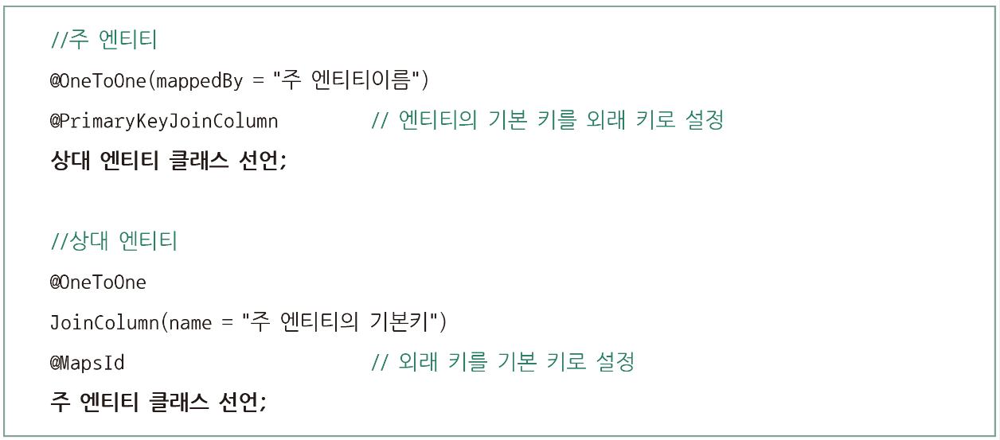 //주 엔티티
@OneToOne(mappedBy = "주 엔티티이름")
@PrimaryKeyJoinColumn // 엔티티의 기본 키를 외래 키로 설정
상대 엔티티 클래스 선언;
//상대 엔티티
@OneToOne
JoinColumn(name = "주 엔티티의 기본키")
@MapsId // 외래 키를 기본 키로 설정
주 엔티티 클래스 선언;